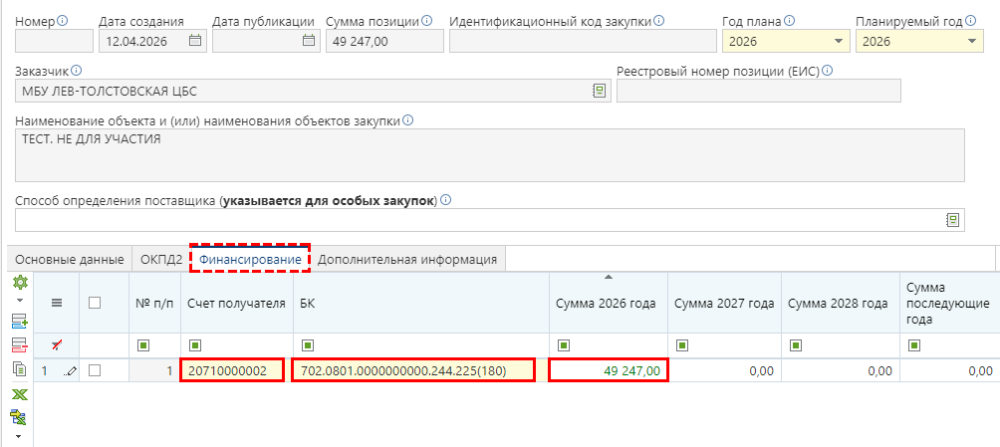 Номер Дата создания Дата публикации Сумма позиции Идентификационный код закупки Год плана Планируемый год
12.04.2026 49 247,00 2026 2026
Заказчик Реестровый номер позиции (ЕИС)
МБУ ЛЕВ-ТОЛСТОВСКАЯ ЦБС
Наименование объекта и (или) наименования объектов закупки
ТЕСТ. НЕ ДЛЯ УЧАСТИЯ
Способ определения поставщика (указывается для особых закупок)
Основные данные ОКПД2 Финансирование Дополнительная информация
№ п/п Счет получателя БК Сумма 2026 года Сумма 2027 года Сумма 2028 года Сумма последующие года
1 1 20710000002 702.0801.0000000000.244.225(180) 49 247,00 0,00 0,00 0,00